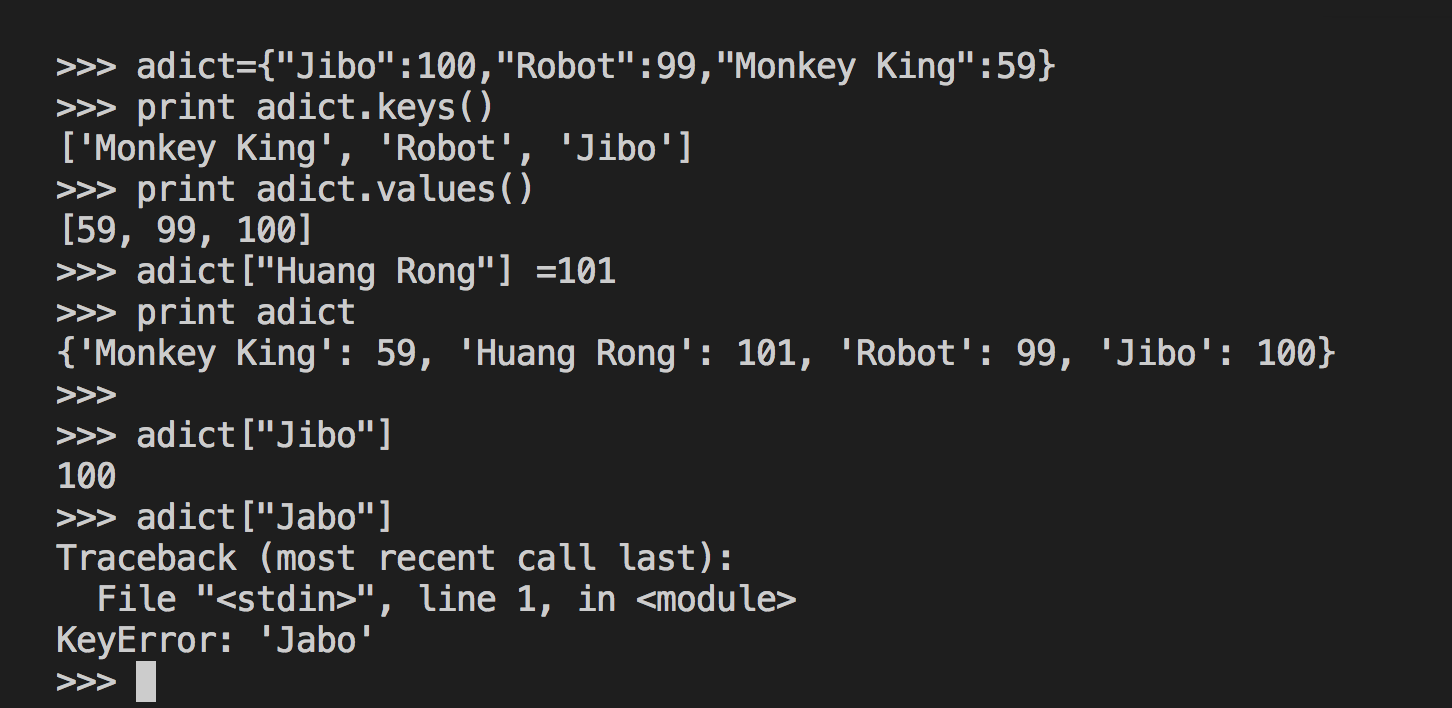 >>> adict={"Jibo":100,"Robot":99,"Monkey King":59}
>>> print adict.keys()
['Monkey King', 'Robot', 'Jibo']
>>> print adict.values()
[59, 99, 100]
>>> adict["Huang Rong"] =101
>>> print adict
{'Monkey King': 59, 'Huang Rong': 101, 'Robot': 99, 'Jibo': 100}
>>>
>>> adict["Jibo"]
100
>>> adict["Jabo"]
Traceback (most recent call last):
  File "<stdin>", line 1, in <module>
KeyError: 'Jabo'
>>>